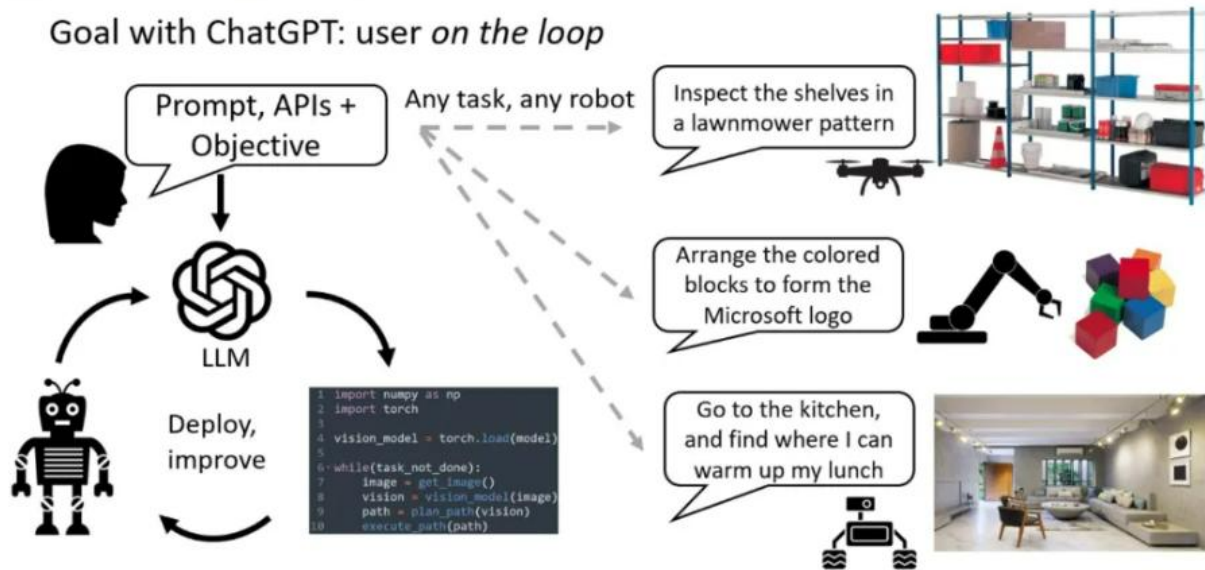 Goal with ChatGPT: user on the loop
Prompt, APIs +
Objective
LLM
Deploy,
improve
1 import numpy as np
2 import torch
3
4 vision_model = torch.load(model)
5
6 while(task_not_done):
7 image = get_image()
8 vision = vision_model(image)
9 path = plan_path(vision)
10 execute_path(path)
Any task, any robot
Inspect the shelves in
a lawnmower pattern
Arrange the colored
blocks to form the
Microsoft logo
Go to the kitchen,
and find where I can
warm up my lunch